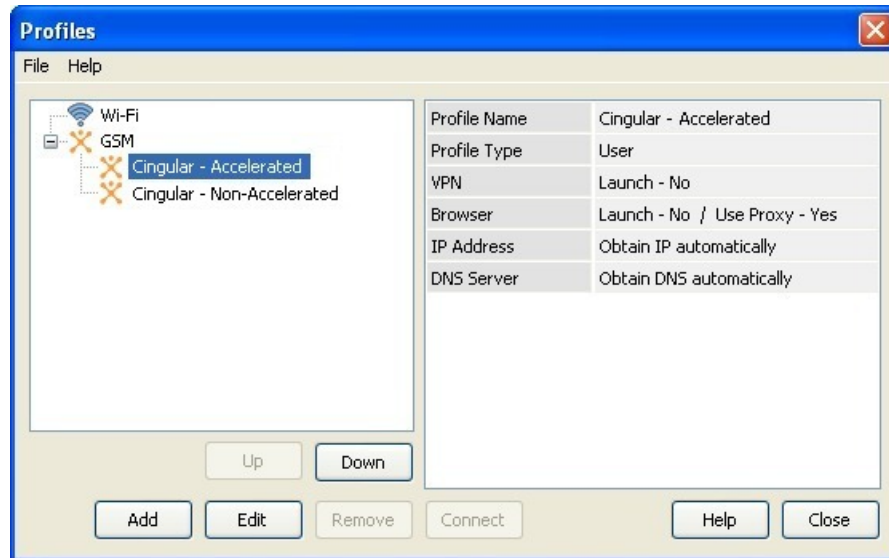 Profiles
File Help
Wi-Fi
GSM
Cingular - Accelerated
Cingular - Non-Accelerated
Profile Name Cingular - Accelerated
Profile Type User
VPN Launch - No
Browser Launch - No / Use Proxy - Yes
IP Address Obtain IP automatically
DNS Server Obtain DNS automatically
Up Down
Add Edit Remove Connect Help Close